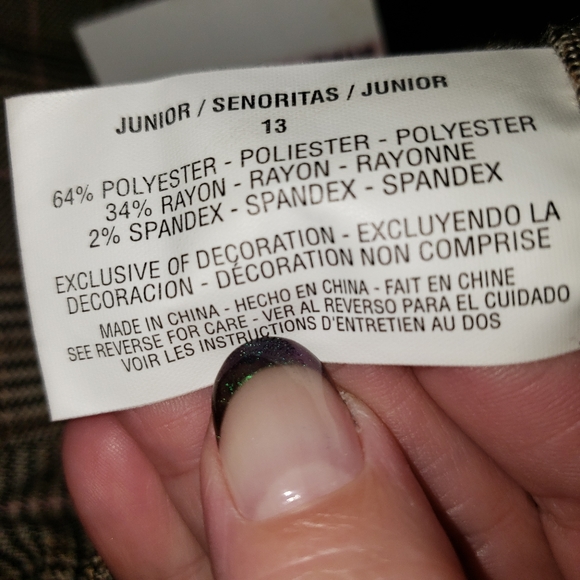 JUNIOR / SENORITAS / JUNIOR
13
64% POLYESTER - POLIESTER - POLYESTER
34% RAYON - RAYON - RAYONNE
2% SPANDEX - SPANDEX - SPANDEX
EXCLUSIVE OF DECORATION - EXCLUYENDO LA
DECORACION - DÉCORATION NON COMPRISE
MADE IN CHINA - HECHO EN CHINA - FAIT EN CHINE
SEE REVERSE FOR CARE - VER AL REVERSO PARA EL CUIDADO
VOIR LES INSTRUCTIONS D'ENTRETIEN AU DOS